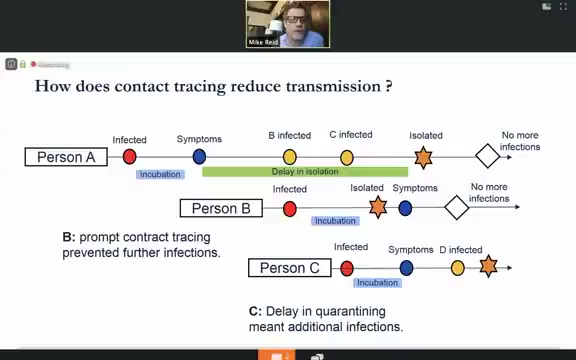 Mike Reid
Recording
How does contact tracing reduce transmission ?
Infected
Symptoms
B infected
C infected
Isolated
No more
infections
Person A
Incubation
Delay in isolation
Infected
Isolated
Symptoms
No more
infections
Person B
Incubation
B: prompt contract tracing
prevented further infections.
Infected
Symptoms
D infected
Person C
Incubation
C: Delay in quarantining
meant additional infections.